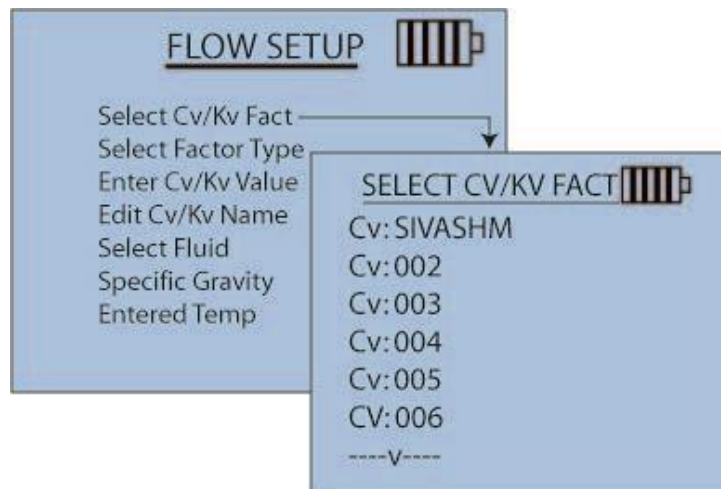 FLOW SETUP
Select Cv/Kv Fact
Select Factor Type
Enter Cv/Kv Value
Edit Cv/Kv Name
Select Fluid
Specific Gravity
Entered Temp
SELECT CV/KV FACT
Cv: SIVASHM
Cv: 002
Cv: 003
Cv: 004
Cv: 005
CV: 006
----v----